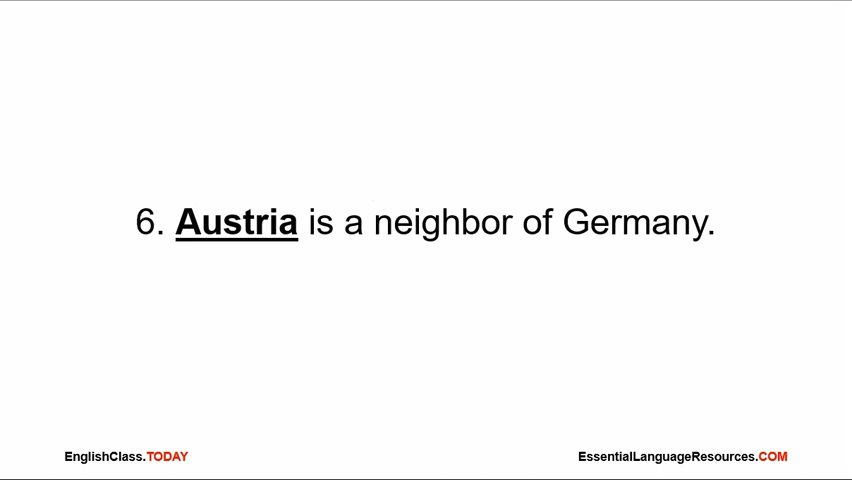 6. Austria is a neighbor of Germany.
EnglishClass.TODAY
EssentialLanguageResources.COM